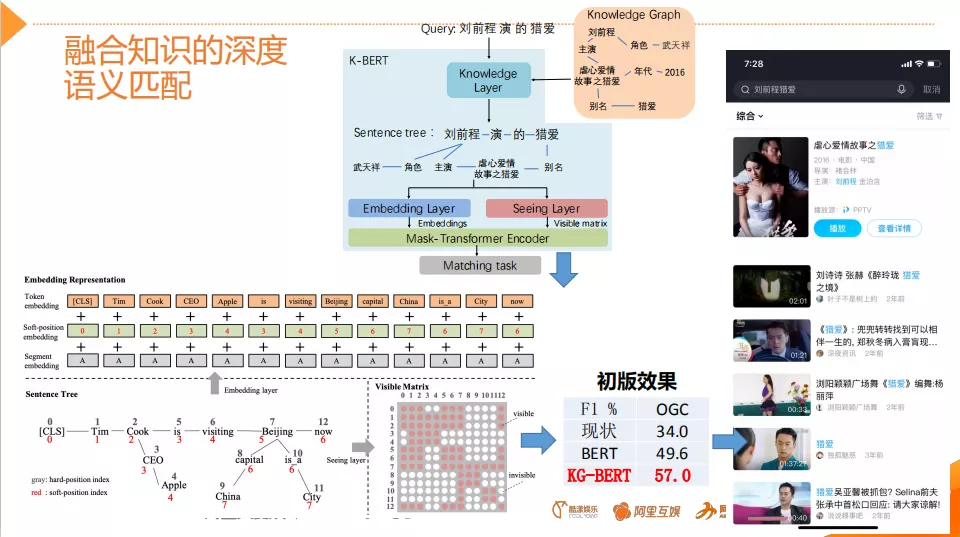 融合知识的深度
语义匹配
Query: 刘前程 演 的 猎爱
K-BERT
Knowledge
Layer
Knowledge Graph
刘前程
主演
角色
武天祥
虐心爱情
故事之猎爱
年代
2016
别名
猎爱
Sentence tree：
刘前程
演
的
猎爱
武天祥
角色
主演
虐心爱情
故事之猎爱
别名
Embedding Layer
Seeing Layer
Embeddings
Visible matrix
Mask-Transformer Encoder
Matching task
Embedding Representation
Token
embedding
[CLS] Tim Cook CEO Apple is visiting Beijing capital China is_a City now
+ + + + + + + + + + + + +
Soft-position
embedding
0 1 2 3 4 3 4 5 6 7 6 7 6
+ + + + + + + + + + + + +
Segment
embedding
A A A A A A A A A A A A A
Embedding layer
Sentence Tree
0 1 2 5 6 7 12
[CLS] Tim Cook is visiting Beijing now
0 1 2 3 4 5 6
3
CEO
3
4
Apple
4
8
capital
6
10
is_a
6
9
China
7
11
City
7
gray: hard-position index
red : soft-position index
Seeing layer
Visible Matrix
0 1 2 3 4 5 6 7 8 9 10 11 12
0
1
2
3
4
5
6
7
8
9
10
11
12
visible
invisible
初版效果
F1 % OGC
现状 34.0
BERT 49.6
KG-BERT 57.0
酷漾娱乐
阿里互娱
7:28
刘前程猎爱
取消
综合
筛选
虐心爱情故事之猎爱
2016 · 电影 · 中国
主演：刘前程 金泊含
播放源：
PPTV
播放
查看详情
刘诗诗 张赫《醉玲珑 猎爱
之境》
叶子不是树上的 2年前
02:01
《猎爱》: 兜兜转转找到可以相
伴一生的, 郑秋冬病入膏肓现...
深夜资讯 2年前
01:21
浏阳颖颖广场舞《猎爱》编舞:杨
丽萍
浏阳颖颖广场舞 2年前
00:33
猎爱
3年前
01:37:21
猎爱吴亚馨被抓包? Selina前夫
张承中首松口回应: 请大家谅解!
说说糗事吧 2年前
00:40